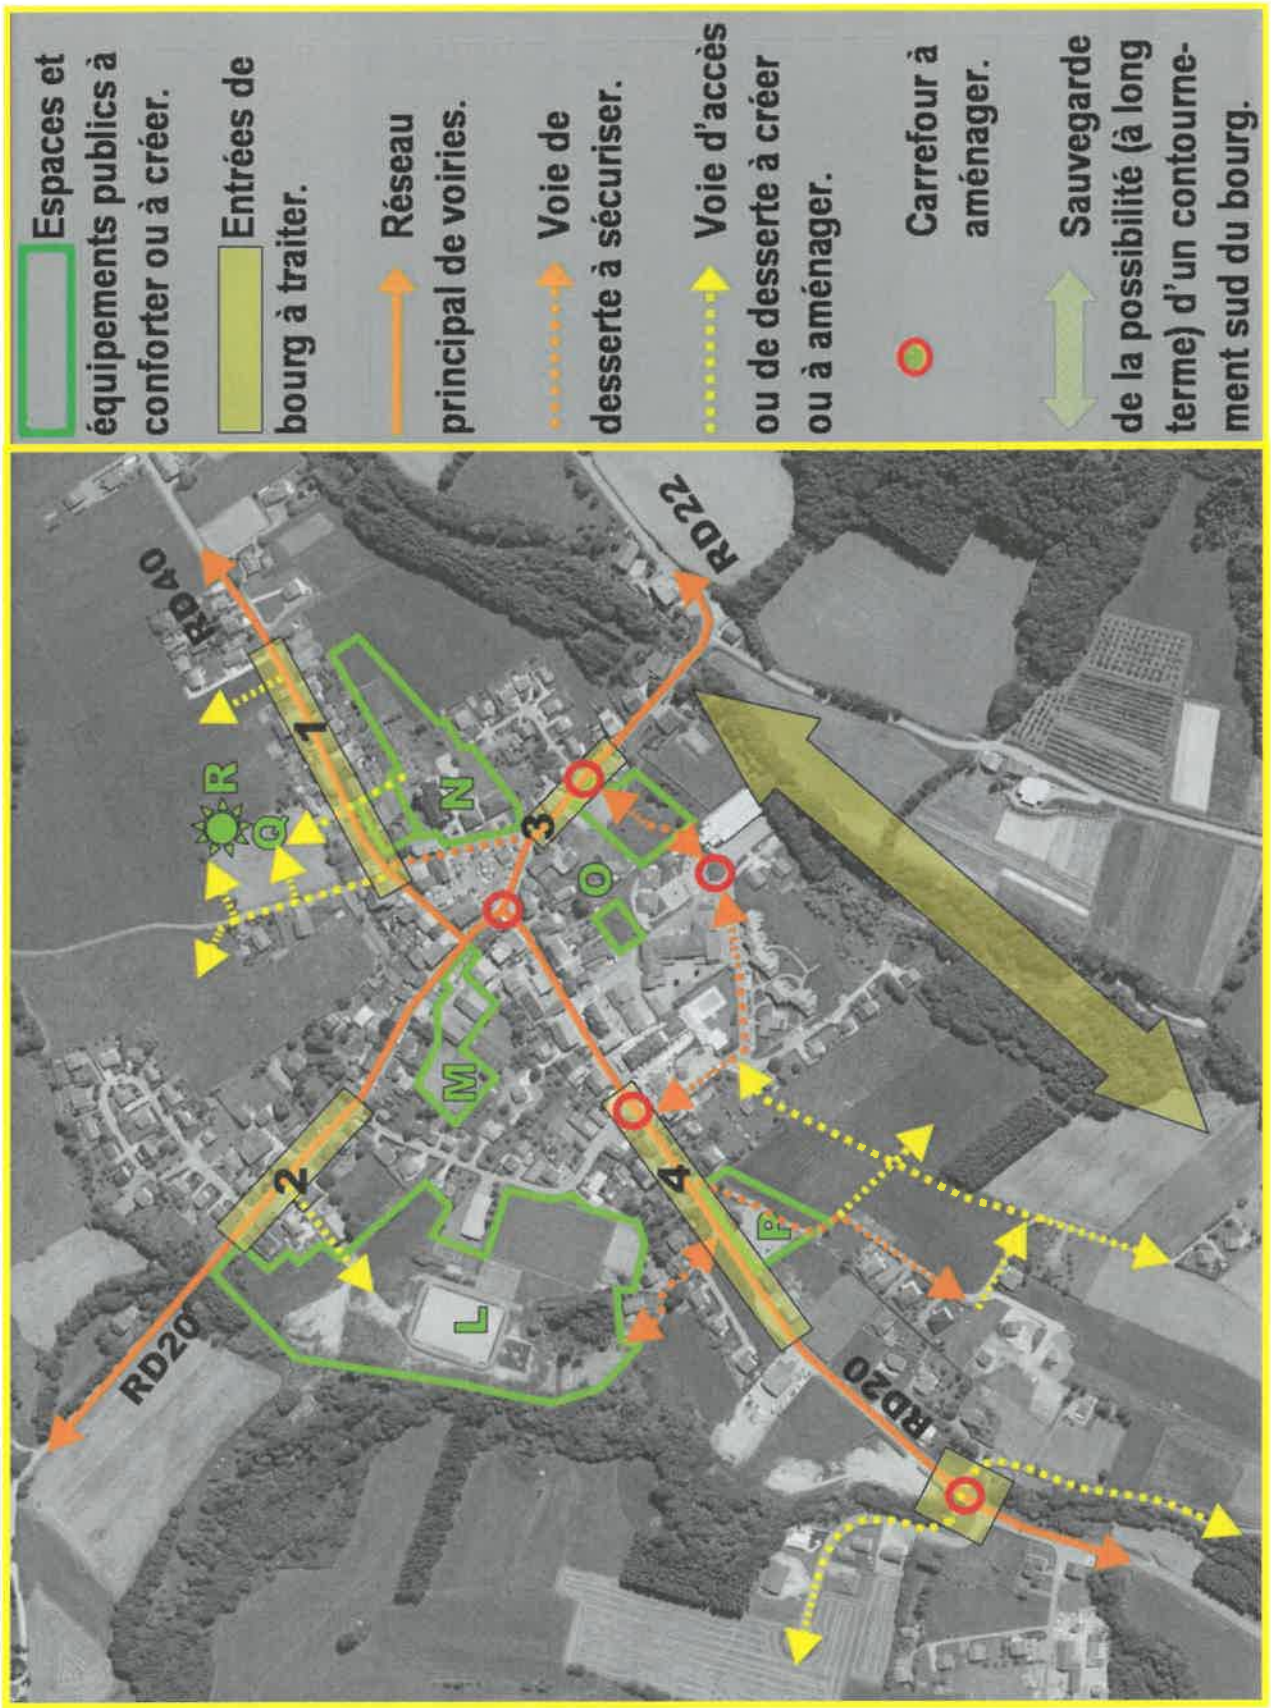 Espaces et
équipements publics à
conforter ou à créer.
Entrées de
bourg à traiter.
Réseau
principal de voiries.
Voie de
desserte à sécuriser.
Voie d'accès
ou de desserte à créer
ou à aménager.
Carrefour à
aménager.
Sauvegarde
de la possibilité (à long
terme) d'un contourne-
ment sud du bourg.
RD40
RD22
R
Q
1
N
3
O
M
2
4
P
L
RD20
RD20